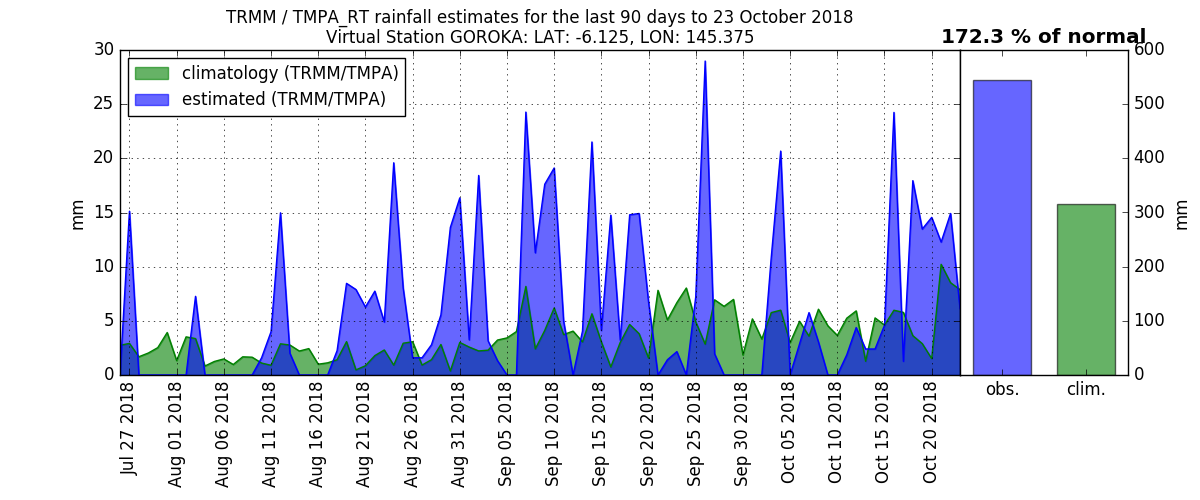 TRMM / TMPA_RT rainfall estimates for the last 90 days to 23 October 2018
Virtual Station GOROKA: LAT: -6.125, LON: 145.375
172.3 % of normal
climatology (TRMM/TMPA)
estimated (TRMM/TMPA)
30
25
20
15
10
5
0
mm
600
500
400
300
200
100
0
mm
Jul 27 2018
Aug 01 2018
Aug 06 2018
Aug 11 2018
Aug 16 2018
Aug 21 2018
Aug 26 2018
Aug 31 2018
Sep 05 2018
Sep 10 2018
Sep 15 2018
Sep 20 2018
Sep 25 2018
Sep 30 2018
Oct 05 2018
Oct 10 2018
Oct 15 2018
Oct 20 2018
obs.
clim.